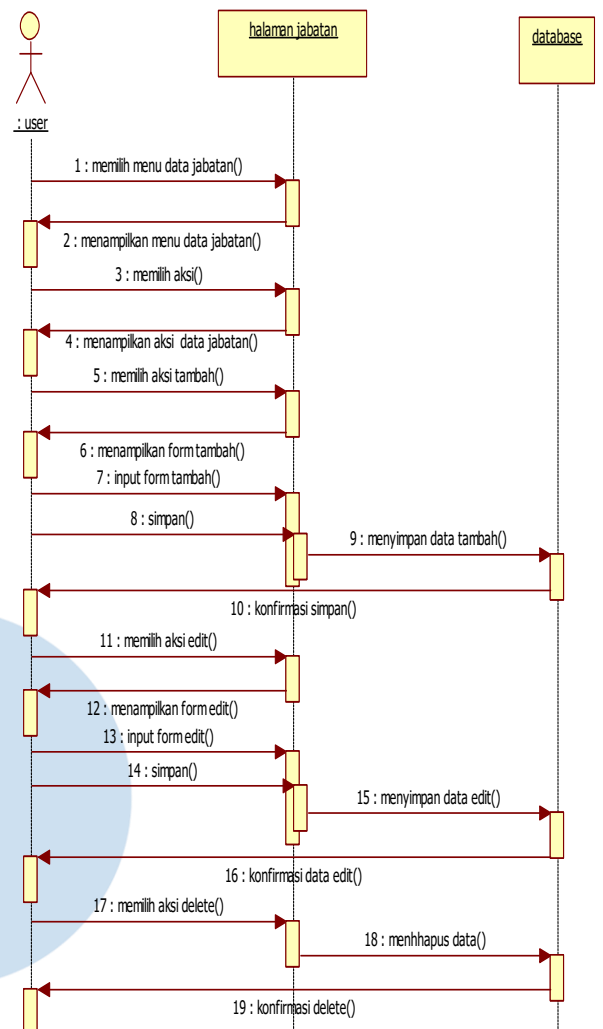 halaman jabatan
database
: user
1 : memilih menu data jabatan()
2 : menampilkan menu data jabatan()
3 : memilih aksi()
4 : menampilkan aksi data jabatan()
5 : memilih aksi tambah()
6 : menampilkan form tambah()
7 : input form tambah()
8 : simpan()
9 : menyimpan data tambah()
10 : konfirmasi simpan()
11 : memilih aksi edit()
12 : menampilkan form edit()
13 : input form edit()
14 : simpan()
15 : menyimpan data edit()
16 : konfirmasi data edit()
17 : memilih aksi delete()
18 : menhhapus data()
19 : konfirmasi delete()